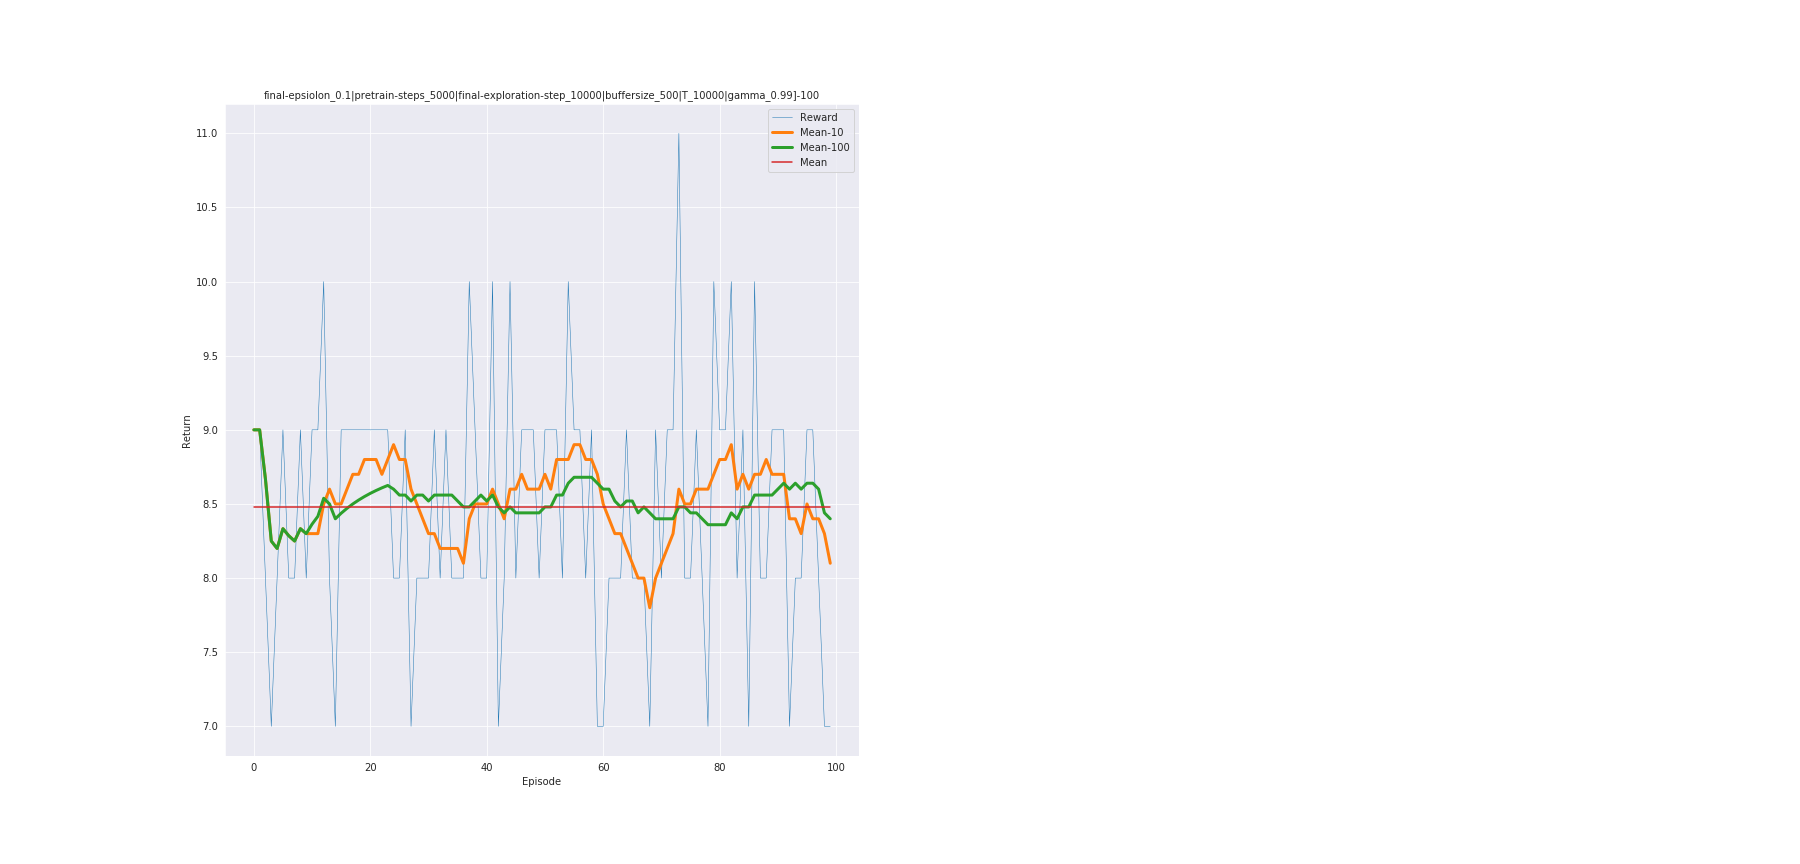 final-epsiolon_0.1|pretrain-steps_5000|final-exploration-step_10000|buffersize_500|T_10000|gamma_0.99]-100
Reward
Mean-10
Mean-100
Mean
11.0
10.5
10.0
9.5
9.0
8.5
8.0
7.5
7.0
Return
0 20 40 60 80 100
Episode